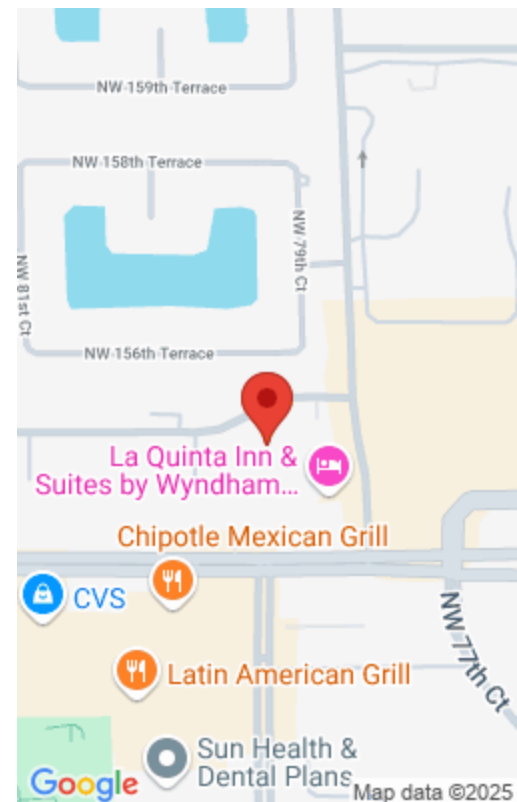 NW 159th Terrace
NW 158th Terrace
NW 79th Ct
NW 81st Ct
NW 156th Terrace
La Quinta Inn &
Suites by Wyndham...
Chipotle Mexican Grill
CVS
NW 77th Ct
Latin American Grill
Sun Health &
Dental Plans
Google
Map data ©2025